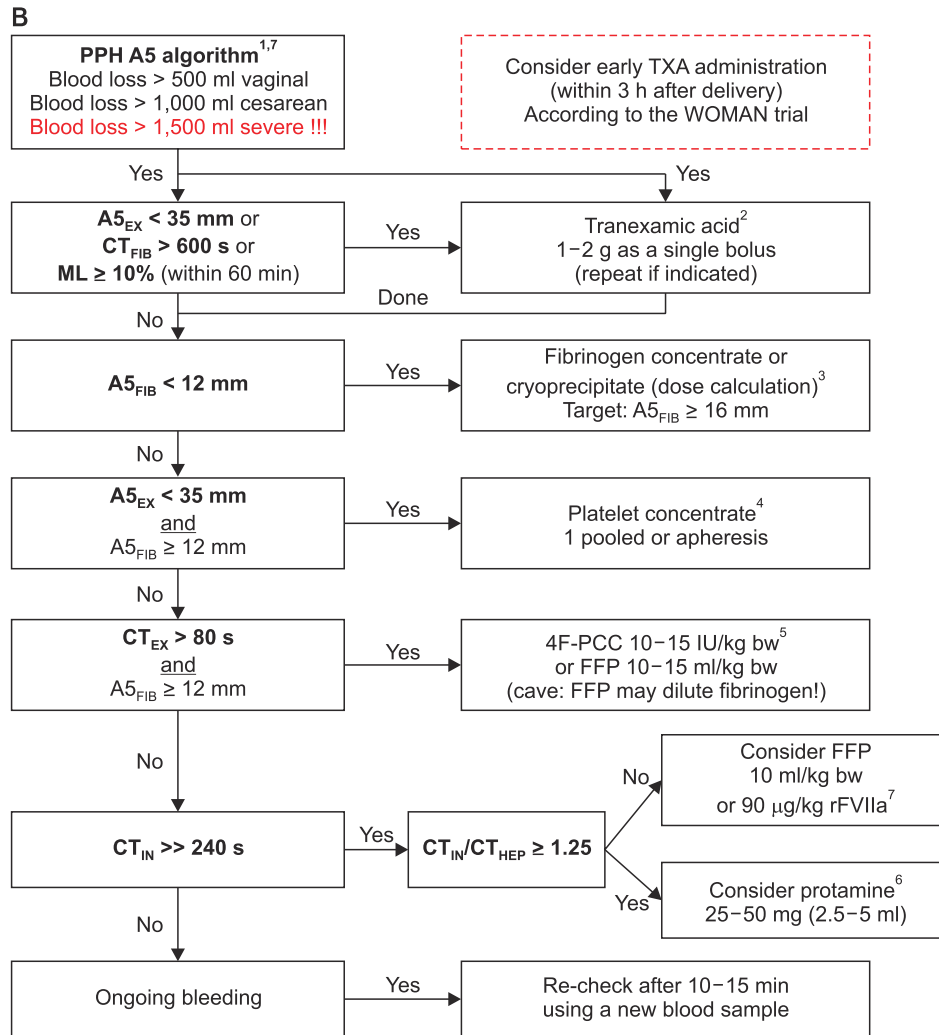 B
PPH A5 algorithm1,7
Blood loss > 500 ml vaginal
Blood loss > 1,000 ml cesarean
Blood loss > 1,500 ml severe !!!
Consider early TXA administration
(within 3 h after delivery)
According to the WOMAN trial
Yes
Yes
A5EX < 35 mm or
CTFIB > 600 s or
ML ≥ 10% (within 60 min)
Yes
Tranexamic acid2
1−2 g as a single bolus
(repeat if indicated)
Done
No
A5FIB < 12 mm
Yes
Fibrinogen concentrate or
cryoprecipitate (dose calculation)3
Target: A5FIB ≥ 16 mm
No
A5EX < 35 mm
and
A5FIB ≥ 12 mm
Yes
Platelet concentrate4
1 pooled or apheresis
No
CTEX > 80 s
and
A5FIB ≥ 12 mm
Yes
4F-PCC 10−15 IU/kg bw5
or FFP 10−15 ml/kg bw
(cave: FFP may dilute fibrinogen!)
No
CTIN >> 240 s
Yes
CTIN/CTHEP ≥ 1.25
No
Consider FFP
10 ml/kg bw
or 90 μg/kg rFVIIa7
Yes
Consider protamine6
25−50 mg (2.5−5 ml)
No
Ongoing bleeding
Yes
Re-check after 10−15 min
using a new blood sample